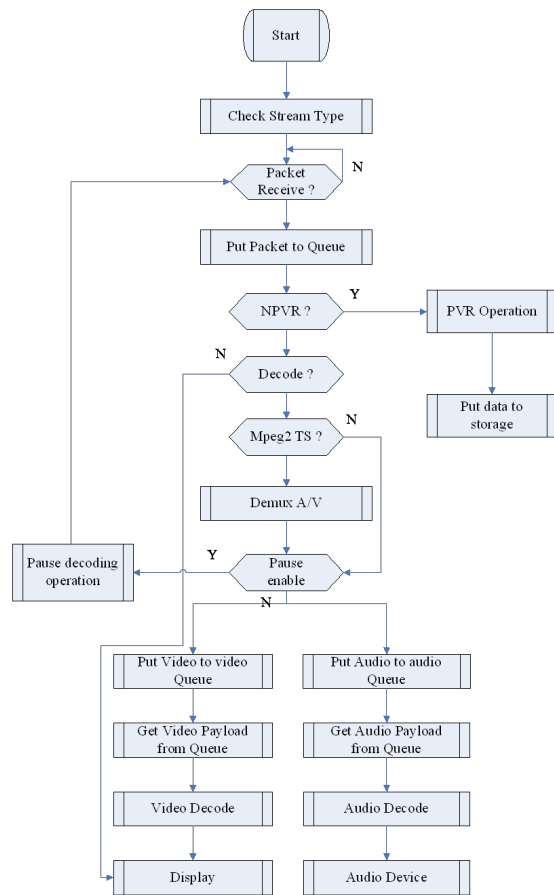 Start
Check Stream Type
N
Packet
Receive ?
Put Packet to Queue
Y
NPVR ?
PVR Operation
N
Decode ?
Put data to
storage
N
Mpeg2 TS ?
Demux A/V
Y
Pause
enable
Pause decoding
operation
N
Put Video to video
Queue
Put Audio to audio
Queue
Get Video Payload
from Queue
Get Audio Payload
from Queue
Video Decode
Audio Decode
Display
Audio Device